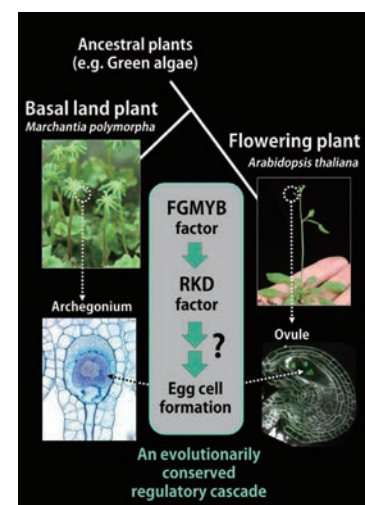 Ancestral plants
(e.g. Green algae)
Basal land plant
Marchantia polymorpha
Flowering plant
Arabidopsis thaliana
FGMYB
factor
RKD
factor
?
Egg cell
formation
Archegonium
Ovule
An evolutionarily
conserved
regulatory cascade